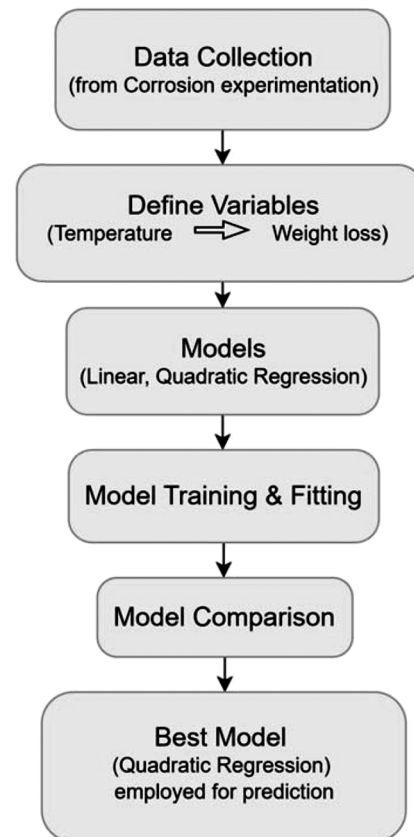 Data Collection
(from Corrosion experimentation)
Define Variables
(Temperature Weight loss)
Models
(Linear, Quadratic Regression)
Model Training & Fitting
Model Comparison
Best Model
(Quadratic Regression)
employed for prediction